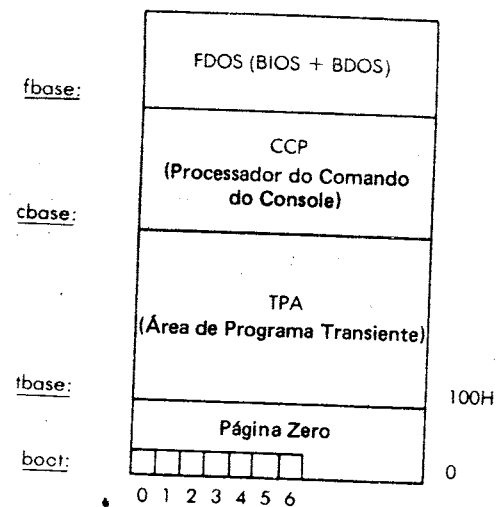 FDOS (BIOS + BDOS)
fbase:
CCP
(Processador do Comando
do Console)
cbase:
TPA
(Área de Programa Transiente)
tbase:
100H
Página Zero
boot:
0
0 1 2 3 4 5 6